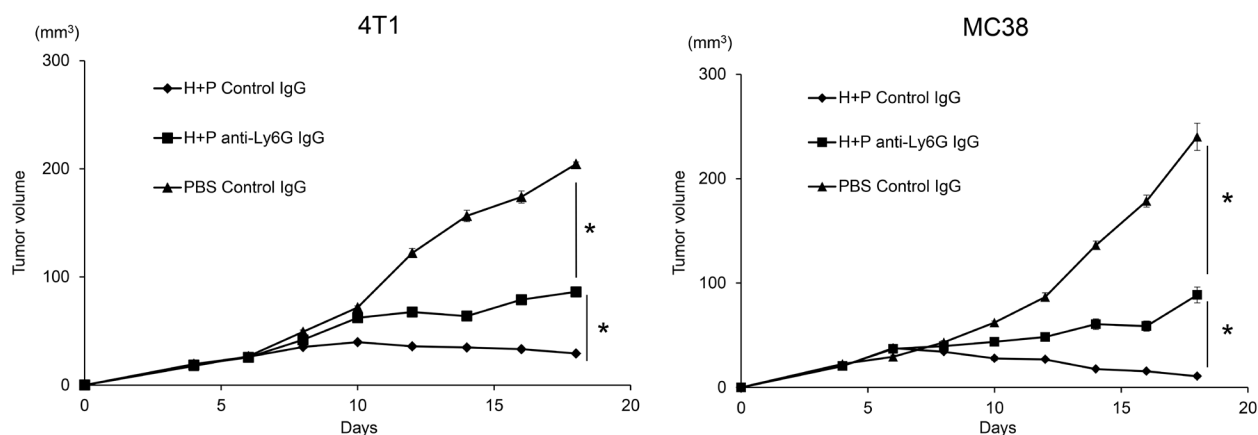 4T1
(mm3)
300
200
100
0
H+P Control IgG
H+P anti-Ly6G IgG
PBS Control IgG
*
*
Tumor volume
0
5
10
15
20
Days
MC38
(mm3)
300
200
100
0
H+P Control IgG
H+P anti-Ly6G IgG
PBS Control IgG
*
*
Tumor volume
0
5
10
15
20
Days